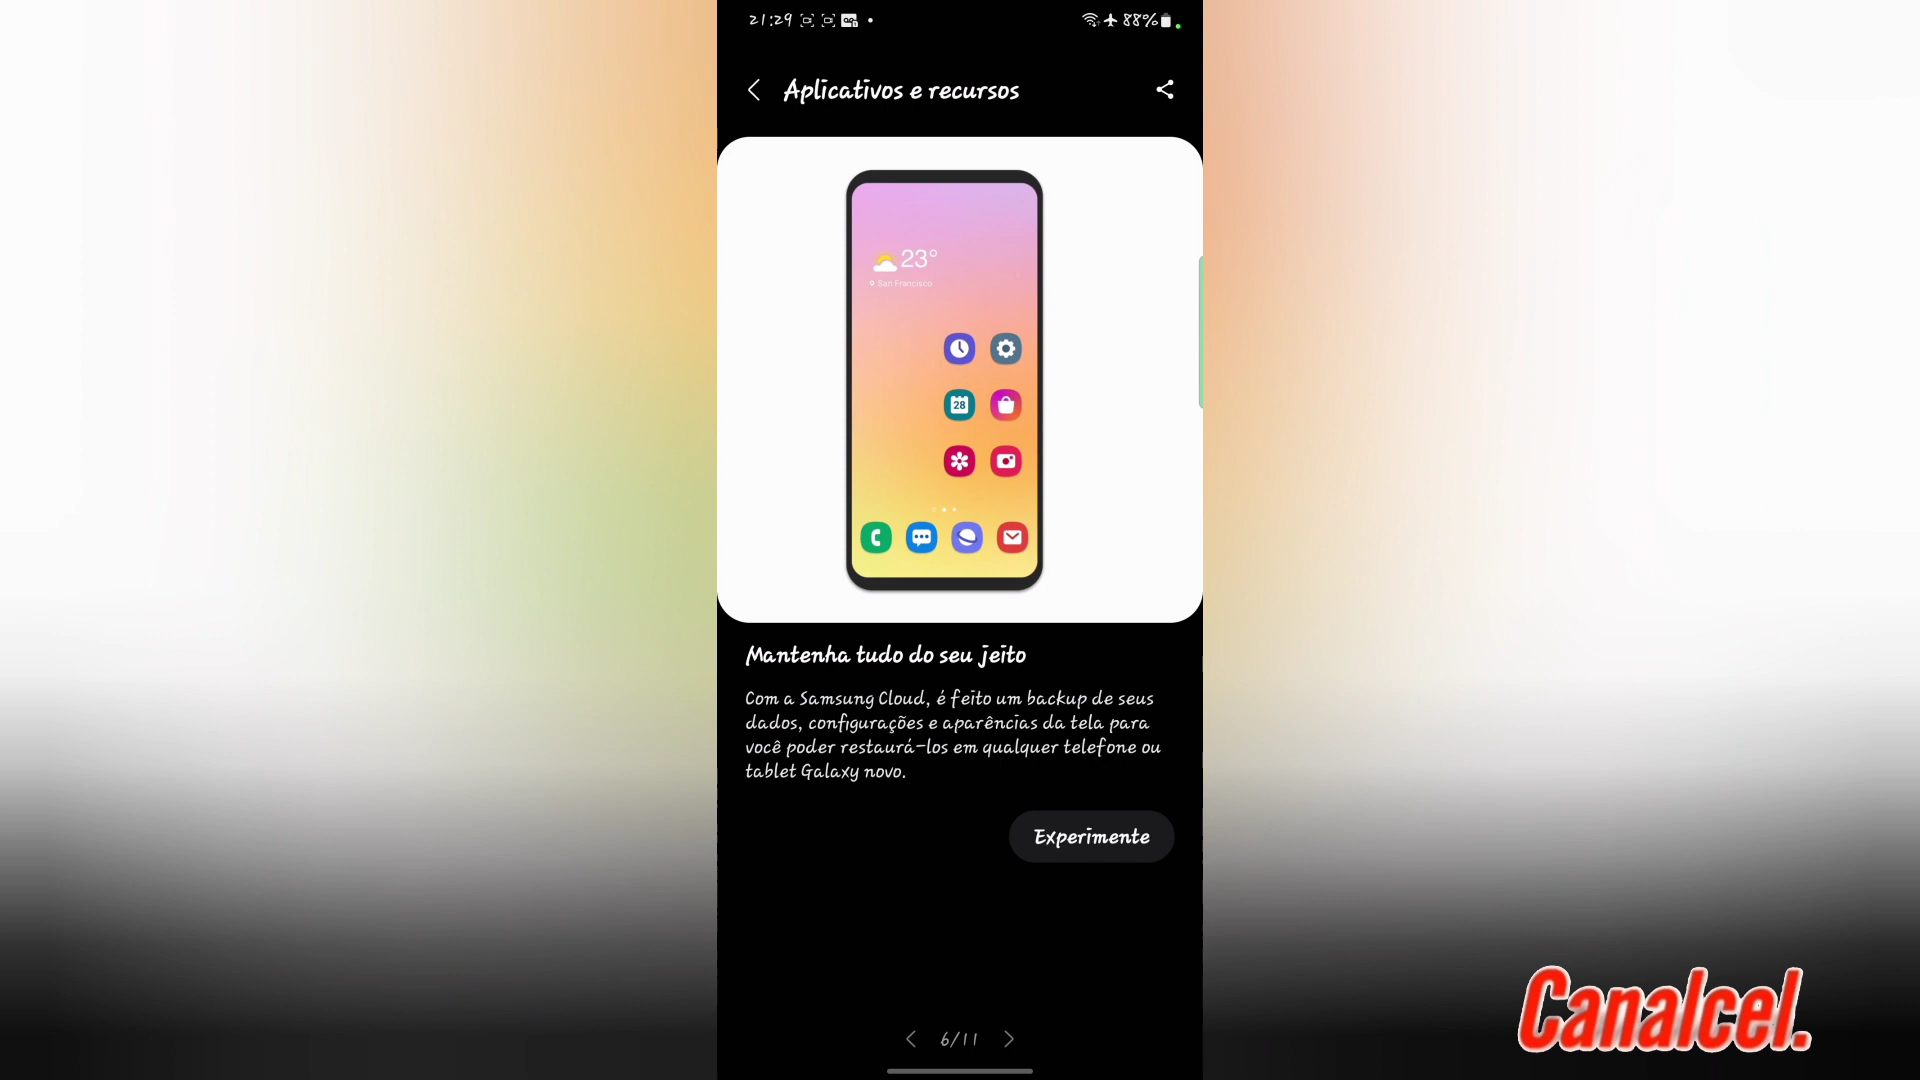 21:29
88%
Aplicativos e recursos
23°
San Francisco
28
Mantenha tudo do seu jeito
Com a Samsung Cloud, é feito um backup de seus
dados, configurações e aparências da tela para
você poder restaurá-los em qualquer telefone ou
tablet Galaxy novo.
Experimente
6/11
Canalcel.